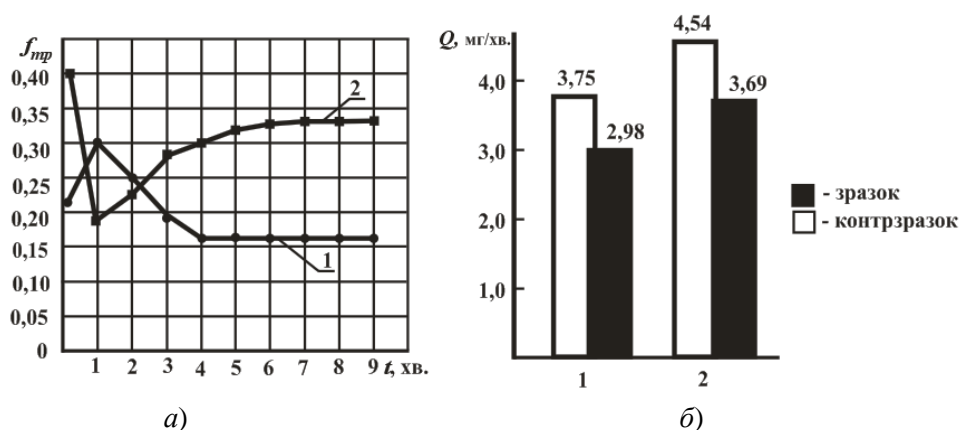 f_тр
0,40
0,35
0,30
0,25
0,20
0,15
0,10
0,05
0
1 2 3 4 5 6 7 8 9 t, хв.
2
1
а)
Q, мг/хв.
4,0
3,0
2,0
1,0
3,75
2,98
4,54
3,69
1 2
- зразок
- контрзразок
б)